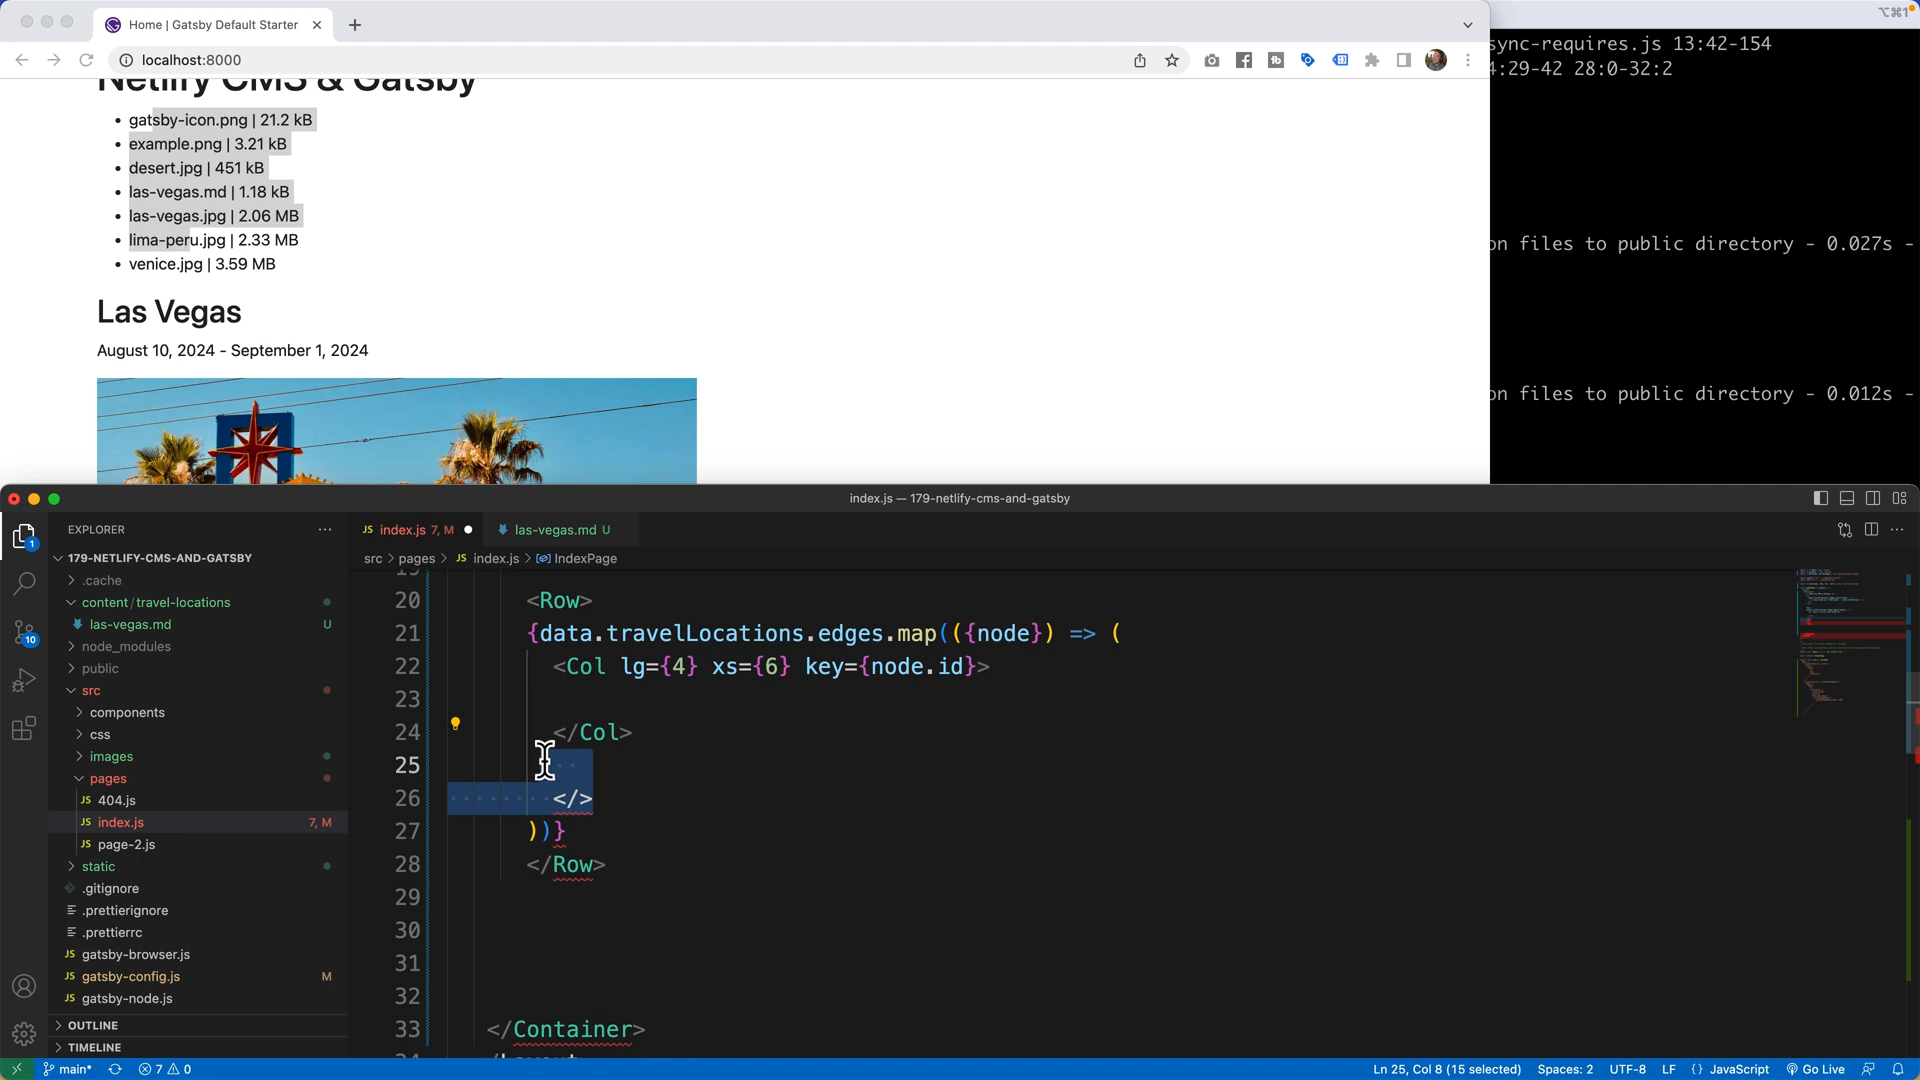 ⌥⌘1
Home | Gatsby Default Starter
localhost:8000
Netlify CMS & Gatsby
• gatsby-icon.png | 21.2 kB
• example.png | 3.21 kB
• desert.jpg | 451 kB
• las-vegas.md | 1.18 kB
• las-vegas.jpg | 2.06 MB
• lima-peru.jpg | 2.33 MB
• venice.jpg | 3.59 MB
Las Vegas
August 10, 2024 - September 1, 2024
sync-requires.js 13:42-154
4:29-42 28:0-32:2
on files to public directory - 0.027s -
on files to public directory - 0.012s -
index.js — 179-netlify-cms-and-gatsby
EXPLORER
179-NETLIFY-CMS-AND-GATSBY
.cache
content / travel-locations
las-vegas.md U
node_modules
public
src
components
css
images
pages
JS 404.js
JS index.js 7, M
JS page-2.js
static
.gitignore
.prettierignore
.prettierrc
JS gatsby-browser.js
JS gatsby-config.js M
JS gatsby-node.js
OUTLINE
TIMELINE
1
10
JS index.js 7, M
las-vegas.md U
src > pages > JS index.js > IndexPage
19
20 <Row>
21 {data.travelLocations.edges.map(({node}) => (
22 <Col lg={4} xs={6} key={node.id}>
23
24 </Col>
25
26 </>
27 ))}
28 </Row>
29
30
31
32
33 </Container>
34 </Layout>
main* 7 0
Ln 25, Col 8 (15 selected) Spaces: 2 UTF-8 LF {} JavaScript Go Live